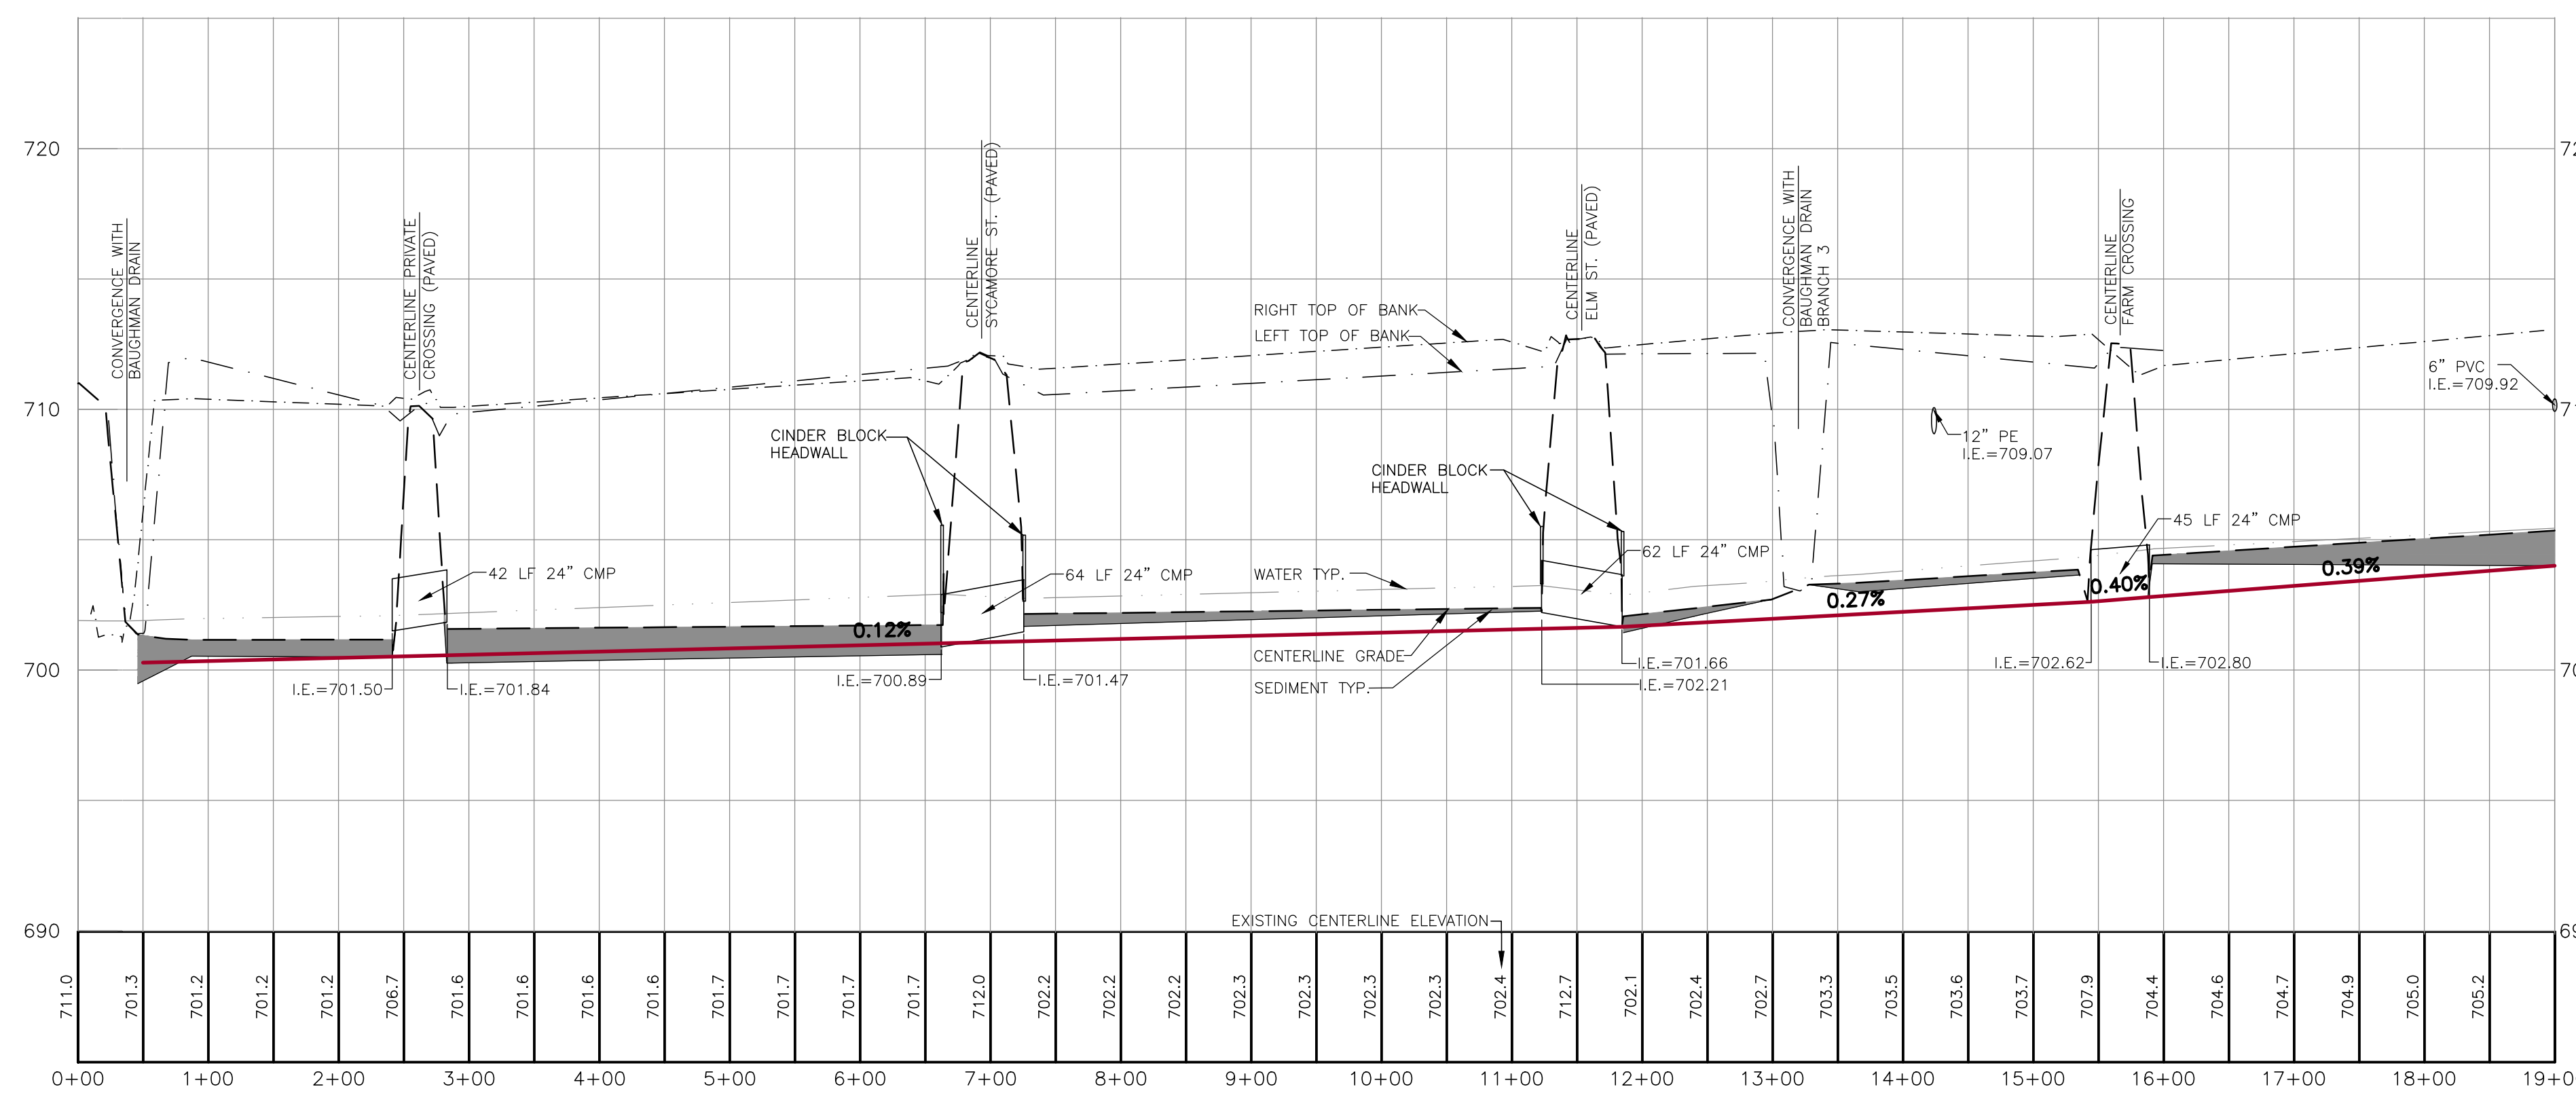 720
710
700
690
72
71
70
69
CONVERGENCE WITH
BAUGHMAN DRAIN
CENTERLINE PRIVATE
CROSSING (PAVED)
CENTERLINE
SYCAMORE ST. (PAVED)
CENTERLINE
ELM ST. (PAVED)
CONVERGENCE WITH
BAUGHMAN DRAIN
BRANCH 3
CENTERLINE
FARM CROSSING
RIGHT TOP OF BANK
LEFT TOP OF BANK
6" PVC
I.E.=709.92
12" PE
I.E.=709.07
CINDER BLOCK
HEADWALL
CINDER BLOCK
HEADWALL
42 LF 24" CMP
64 LF 24" CMP
WATER TYP.
62 LF 24" CMP
45 LF 24" CMP
0.12%
0.27%
0.40%
0.39%
CENTERLINE GRADE
SEDIMENT TYP.
I.E.=701.50
I.E.=701.84
I.E.=700.89
I.E.=701.47
I.E.=701.66
I.E.=702.21
I.E.=702.62
I.E.=702.80
EXISTING CENTERLINE ELEVATION
711.0
701.3
701.2
701.2
701.2
706.7
701.6
701.6
701.6
701.6
701.7
701.7
701.7
701.7
712.0
702.2
702.2
702.2
702.3
702.3
702.3
702.3
702.4
712.7
702.1
702.4
702.7
703.3
703.5
703.6
703.7
707.9
704.4
704.6
704.7
704.9
705.0
705.2
0+00
1+00
2+00
3+00
4+00
5+00
6+00
7+00
8+00
9+00
10+00
11+00
12+00
13+00
14+00
15+00
16+00
17+00
18+00
19+0